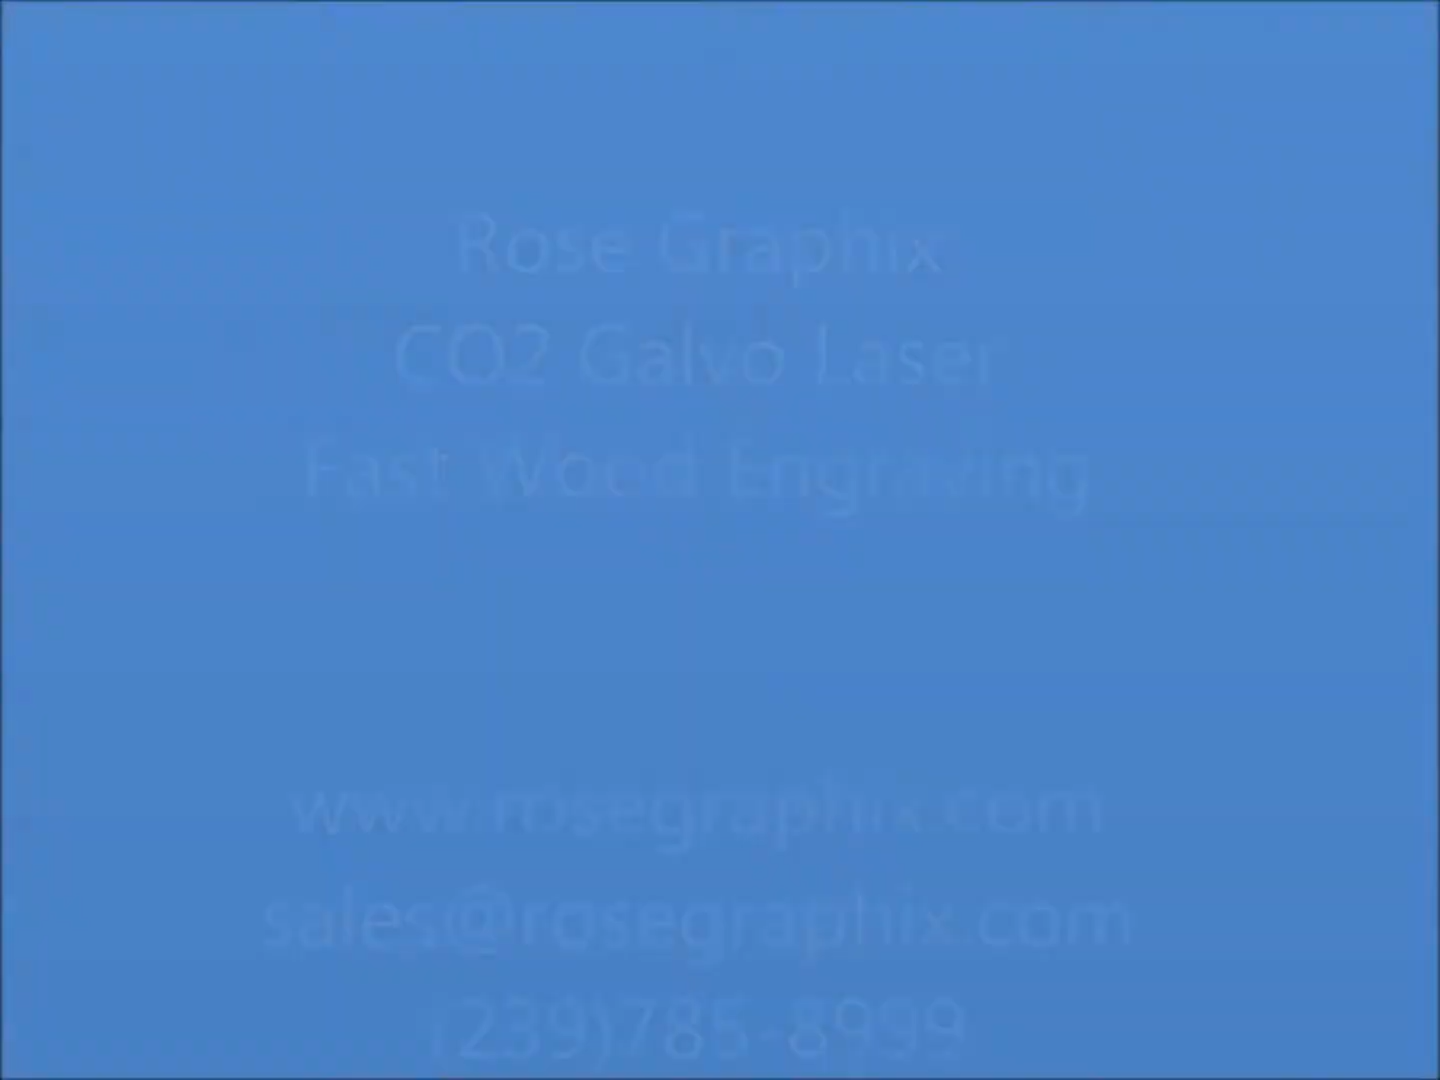 Rose Graphix
CO2 Galvo Laser
Fast Wood Engraving
www.rosegraphix.com
sales@rosegraphix.com
(239)785-8999